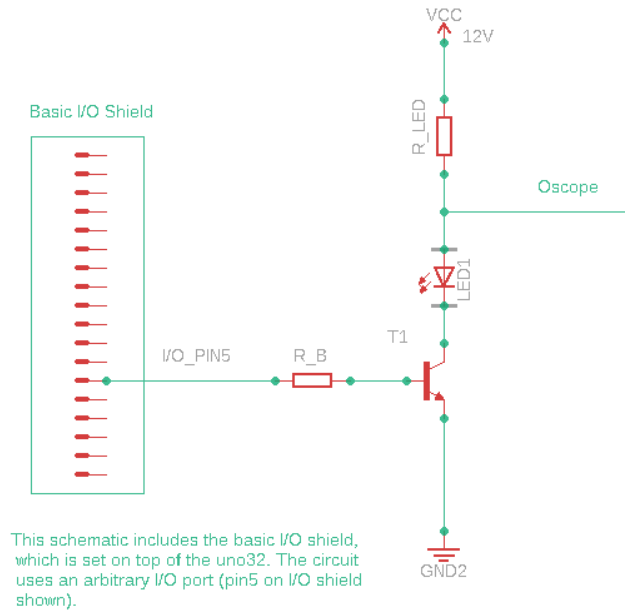 VCC
12V
Basic I/O Shield
R_LED
Oscope
LED1
T1
I/O_PIN5
R_B
GND2
This schematic includes the basic I/O shield,
which is set on top of the uno32. The circuit
uses an arbitrary I/O port (pin5 on I/O shield
shown).